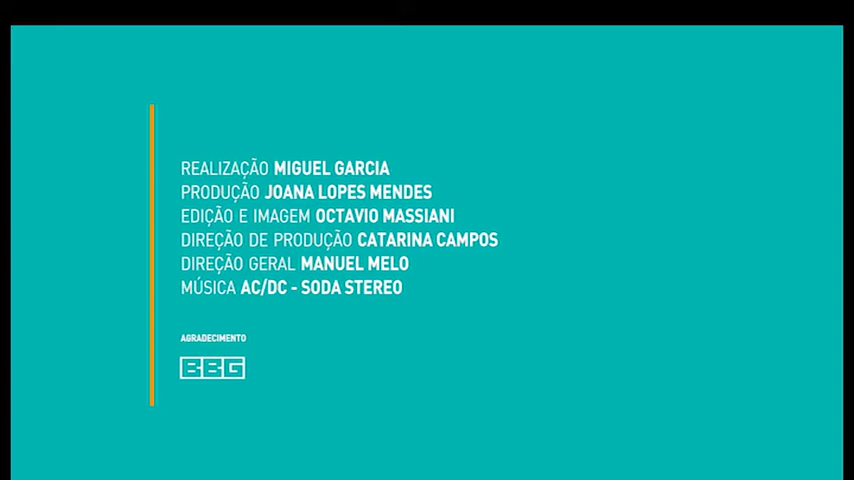 REALIZAÇÃO MIGUEL GARCIA
PRODUÇÃO JOANA LOPES MENDES
EDIÇÃO E IMAGEM OCTAVIO MASSIANI
DIREÇÃO DE PRODUÇÃO CATARINA CAMPOS
DIREÇÃO GERAL MANUEL MELO
MÚSICA AC/DC - SODA STEREO
AGRADECIMENTO
BBG